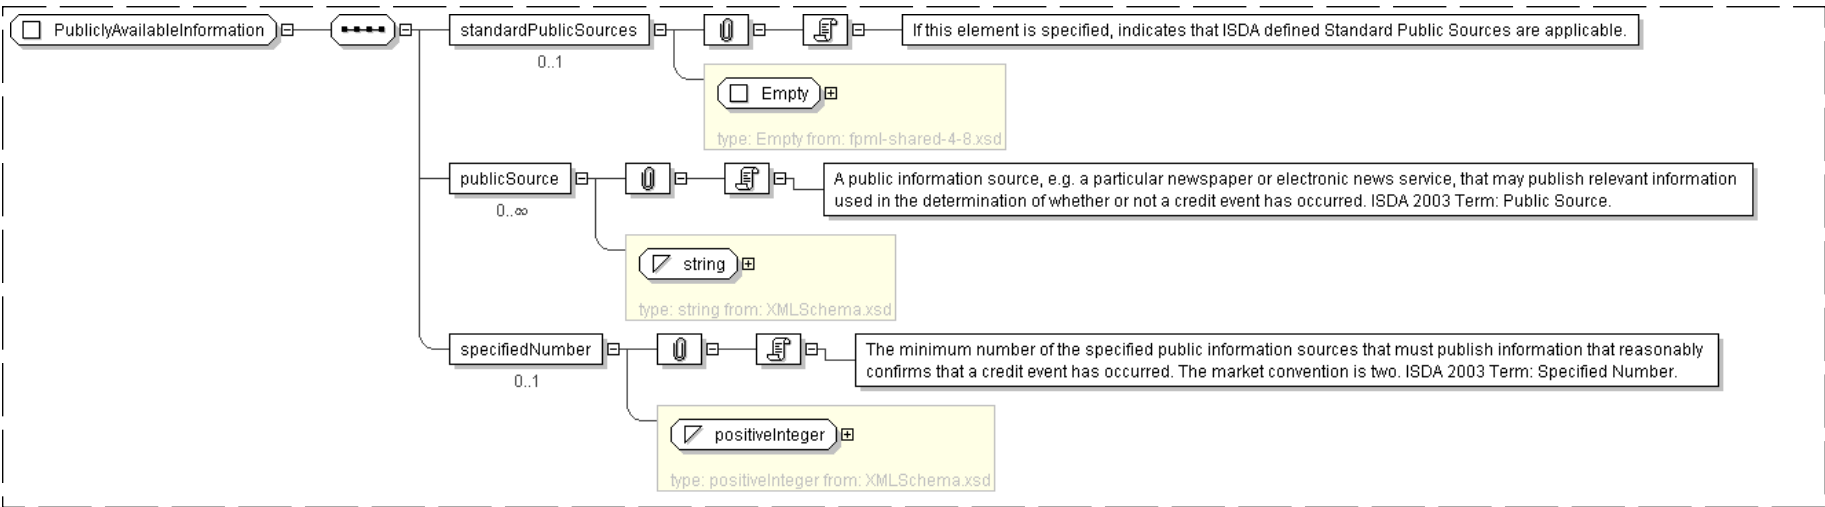 PubliclyAvailableInformation
standardPublicSources
If this element is specified, indicates that ISDA defined Standard Public Sources are applicable.
0..1
Empty
type: Empty from: fpml-shared-4-8.xsd
publicSource
A public information source, e.g. a particular newspaper or electronic news service, that may publish relevant information
used in the determination of whether or not a credit event has occurred. ISDA 2003 Term: Public Source.
0..∞
string
type: string from: XMLSchema.xsd
specifiedNumber
The minimum number of the specified public information sources that must publish information that reasonably
confirms that a credit event has occurred. The market convention is two. ISDA 2003 Term: Specified Number.
0..1
positiveInteger
type: positiveInteger from: XMLSchema.xsd